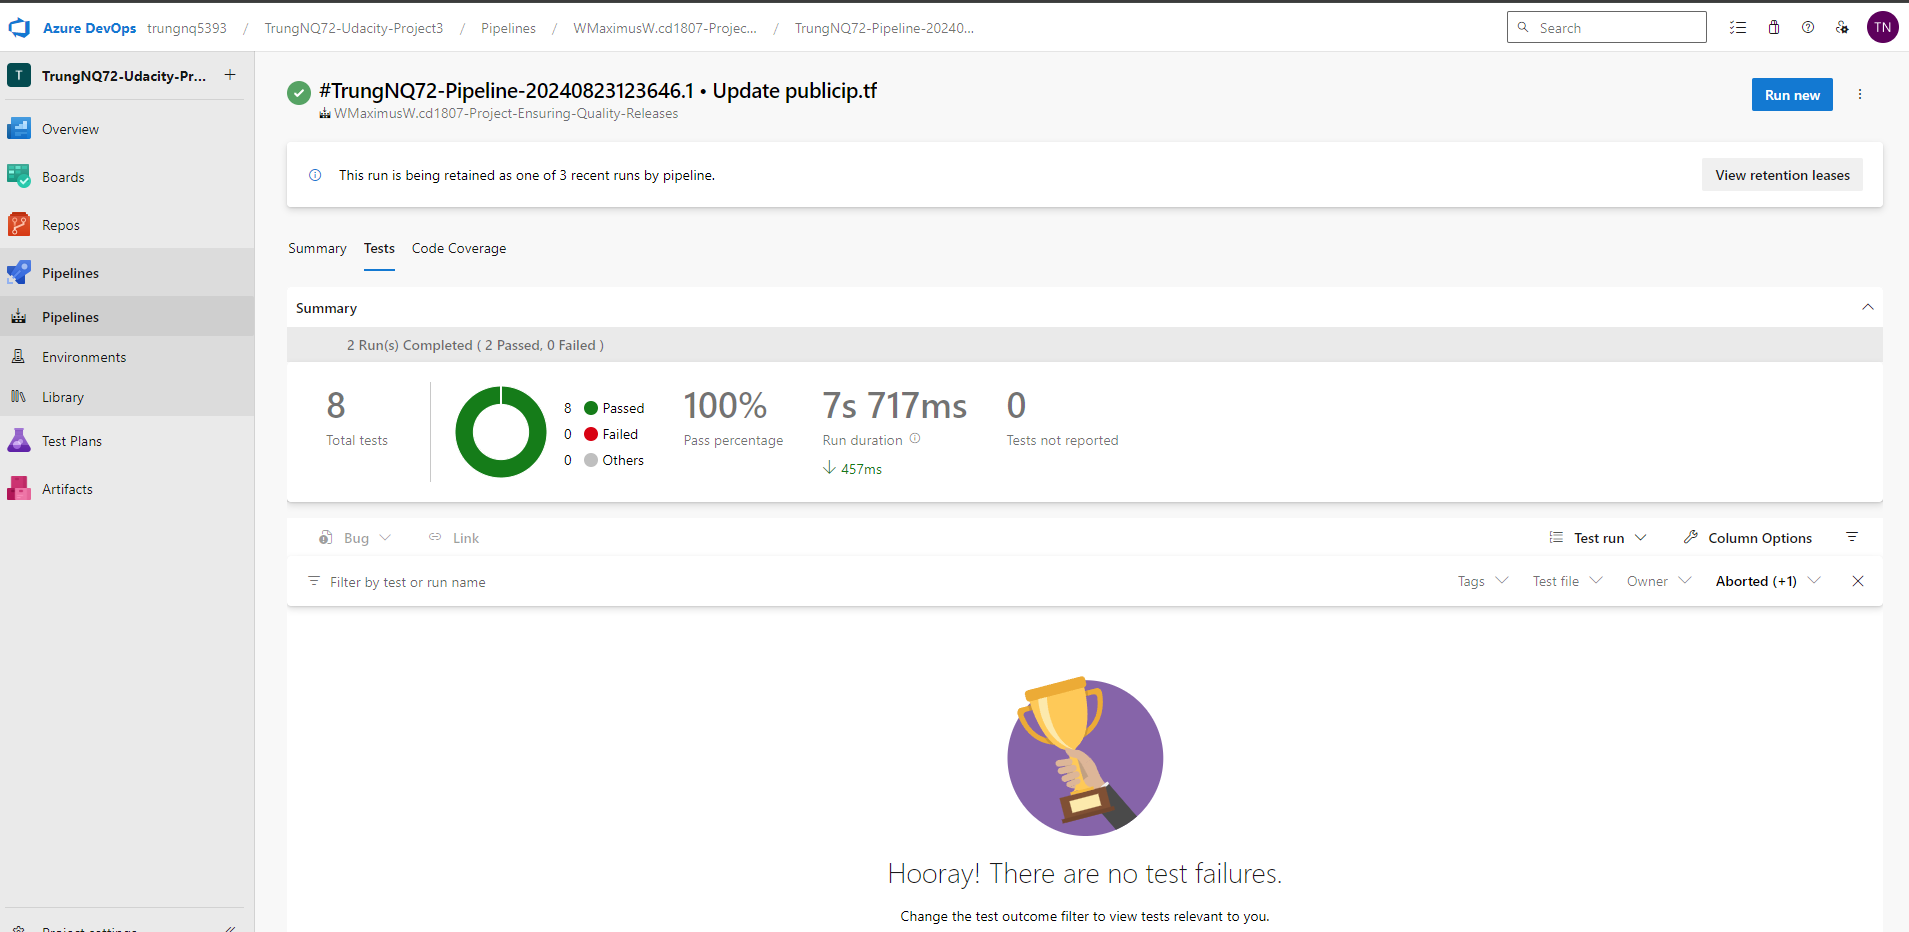 Azure DevOps trungnq5393 / TrungNQ72-Udacity-Project3 / Pipelines / WMaximusW.cd1807-Projec... / TrungNQ72-Pipeline-20240...
Search
TN
T TrungNQ72-Udacity-Pr... +
Overview
Boards
Repos
Pipelines
Pipelines
Environments
Library
Test Plans
Artifacts
Project settings
#TrungNQ72-Pipeline-20240823123646.1 • Update publicip.tf
WMaximusW.cd1807-Project-Ensuring-Quality-Releases
Run new
This run is being retained as one of 3 recent runs by pipeline.
View retention leases
Summary Tests Code Coverage
Summary
2 Run(s) Completed ( 2 Passed, 0 Failed )
8
Total tests
8 Passed
0 Failed
0 Others
100%
Pass percentage
7s 717ms
Run duration
457ms
0
Tests not reported
Bug Link
Test run Column Options
Filter by test or run name
Tags Test file Owner Aborted (+1)
Hooray! There are no test failures.
Change the test outcome filter to view tests relevant to you.